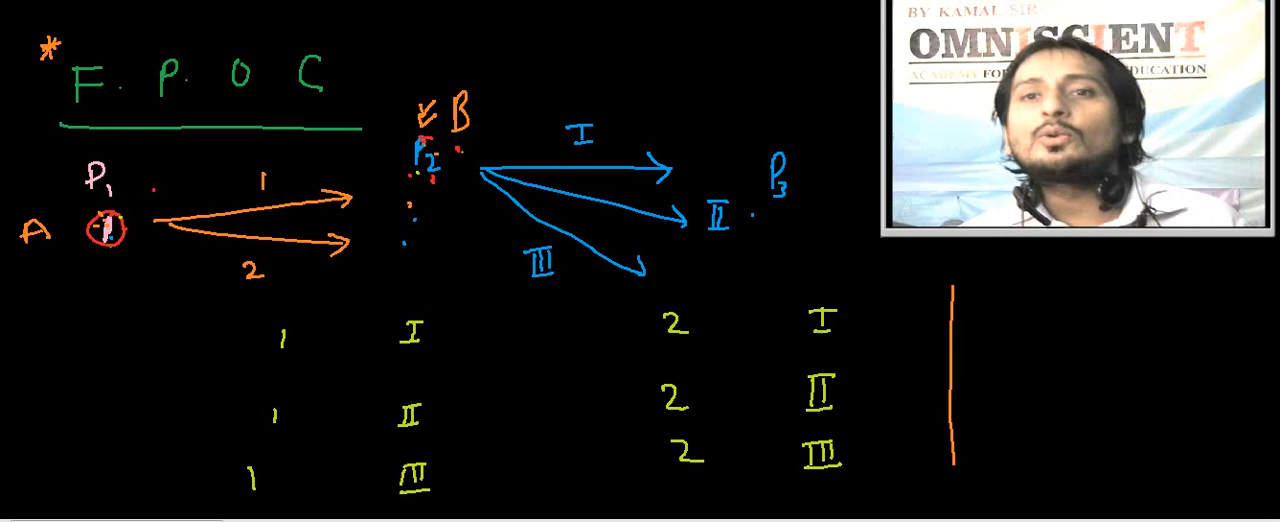 BY KAMAL SIR
OMNISCIENT
ACADEMY FOR EDUCATION
* F. P. O C
B
P2
P1
A
1
2
I
II
III
P3
1 I 2 I
1 II 2 II
1 III 2 III